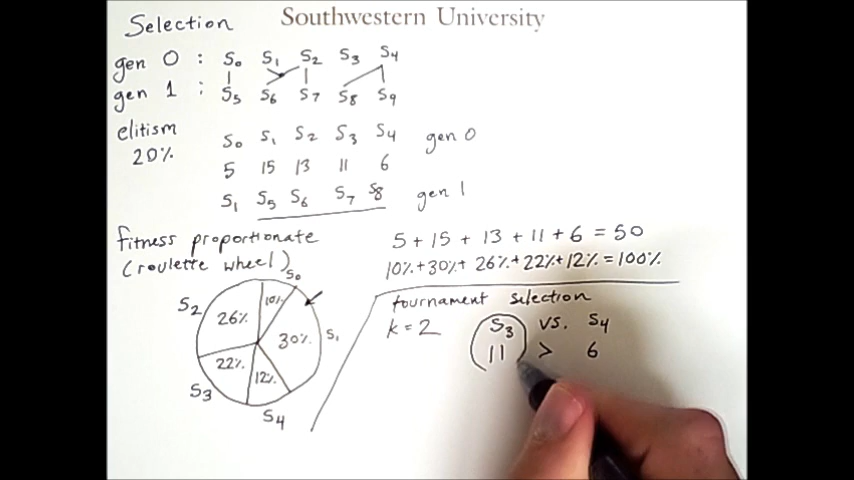 Southwestern University
Selection
gen 0 : S0 S1 S2 S3 S4
gen 1 : S5 S6 S7 S8 S9
elitism
20%
S0 S1 S2 S3 S4 gen 0
5 15 13 11 6
S1 S5 S6 S7 S8 gen 1
fitness proportionate
(roulette wheel)
5 + 15 + 13 + 11 + 6 = 50
10% + 30% + 26% + 22% + 12% = 100%
S0
10%
S2
26%
30%
S1
22%
12%
S3
S4
tournament selection
k = 2
S3 vs. S4
11 > 6